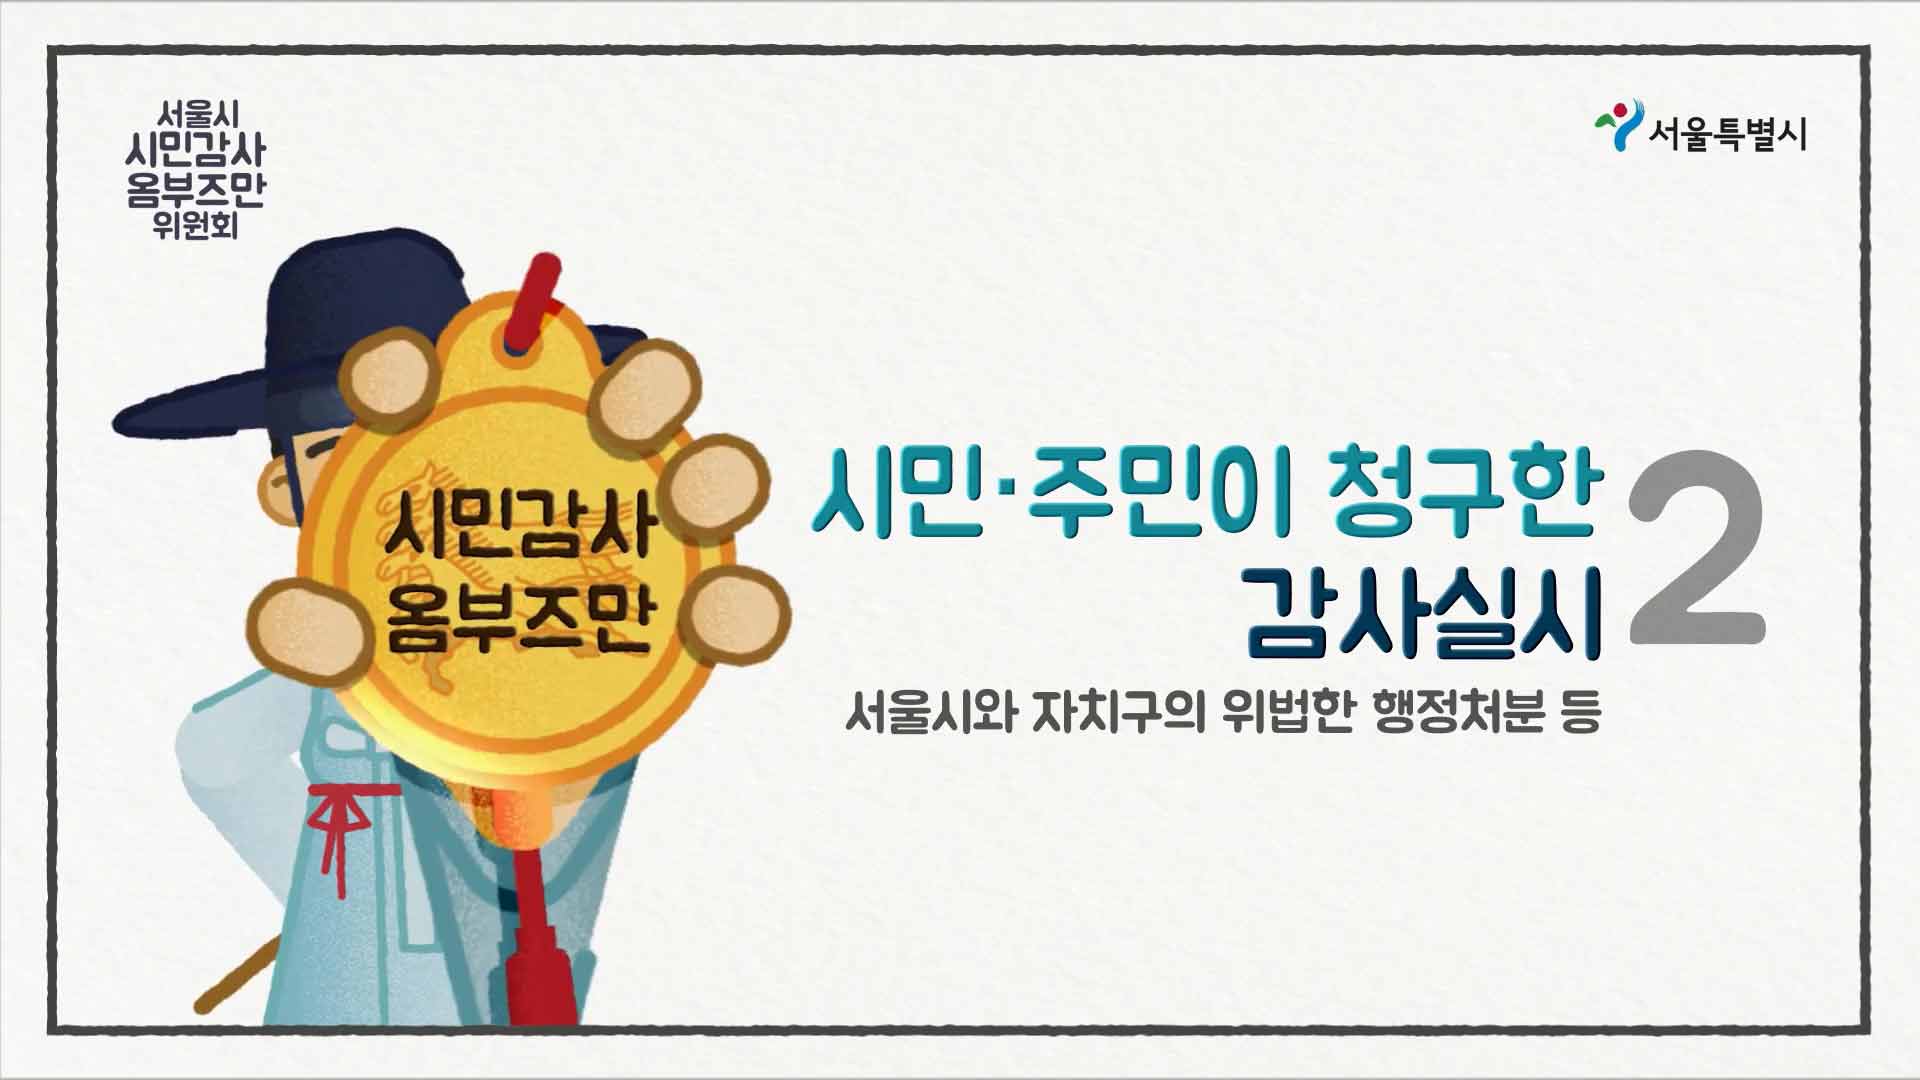 서울시
시민감사
옴부즈만
위원회
서울특별시
시민감사
옴부즈만
시민·주민이 청구한
감사실시
2
서울시와 자치구의 위법한 행정처분 등